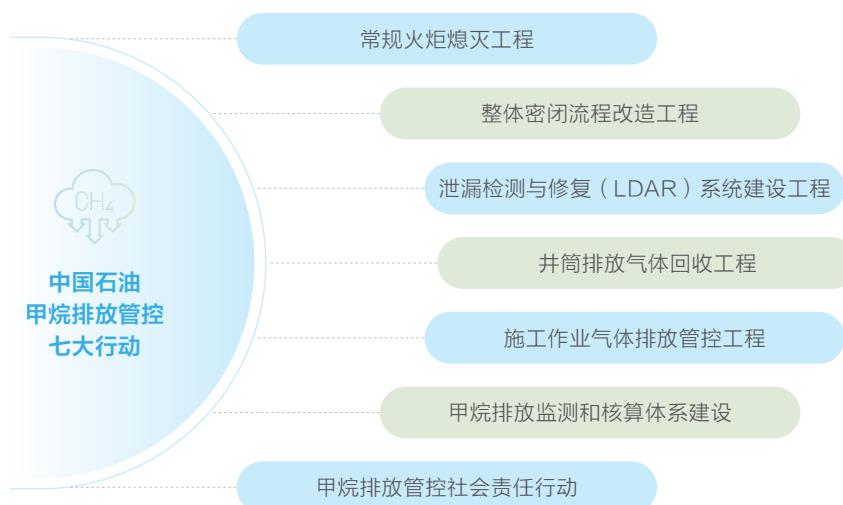 常规火炬熄灭工程
整体密闭流程改造工程
泄漏检测与修复（LDAR）系统建设工程
井筒排放气体回收工程
施工作业气体排放管控工程
甲烷排放监测和核算体系建设
甲烷排放管控社会责任行动
CH4
中国石油
甲烷排放管控
七大行动